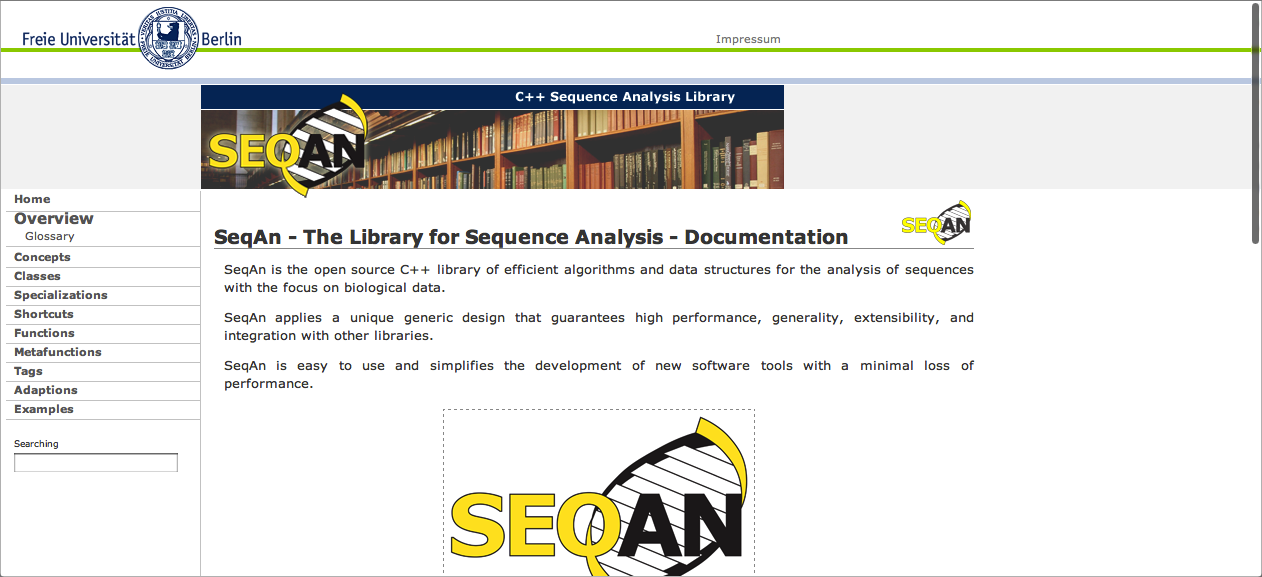 Freie Universität Berlin
Impressum
C++ Sequence Analysis Library
SEQAN
Home
Overview
Glossary
Concepts
Classes
Specializations
Shortcuts
Functions
Metafunctions
Tags
Adaptions
Examples
Searching
SEQAN
SeqAn - The Library for Sequence Analysis - Documentation
SeqAn is the open source C++ library of efficient algorithms and data structures for the analysis of sequences
with the focus on biological data.
SeqAn applies a unique generic design that guarantees high performance, generality, extensibility, and
integration with other libraries.
SeqAn is easy to use and simplifies the development of new software tools with a minimal loss of
performance.
SEQAN